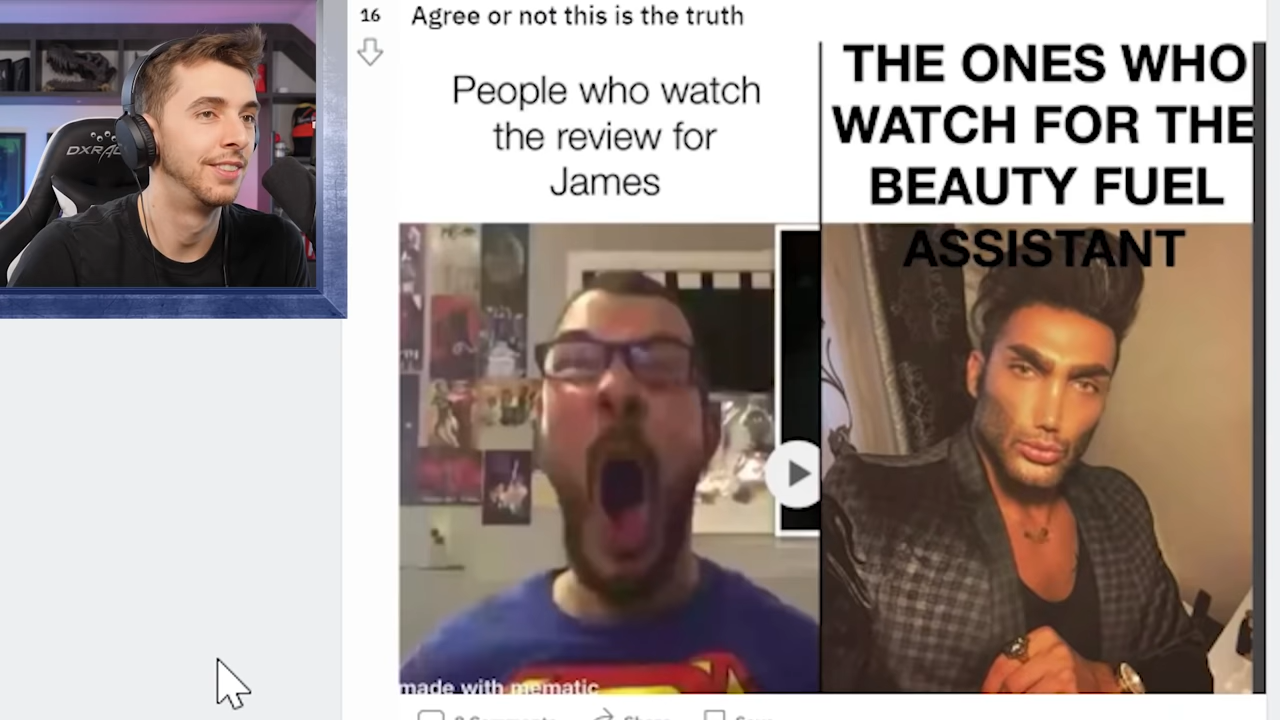 16
Agree or not this is the truth
People who watch
the review for
James
THE ONES WHO
WATCH FOR THE
BEAUTY FUEL
ASSISTANT
made with mematic